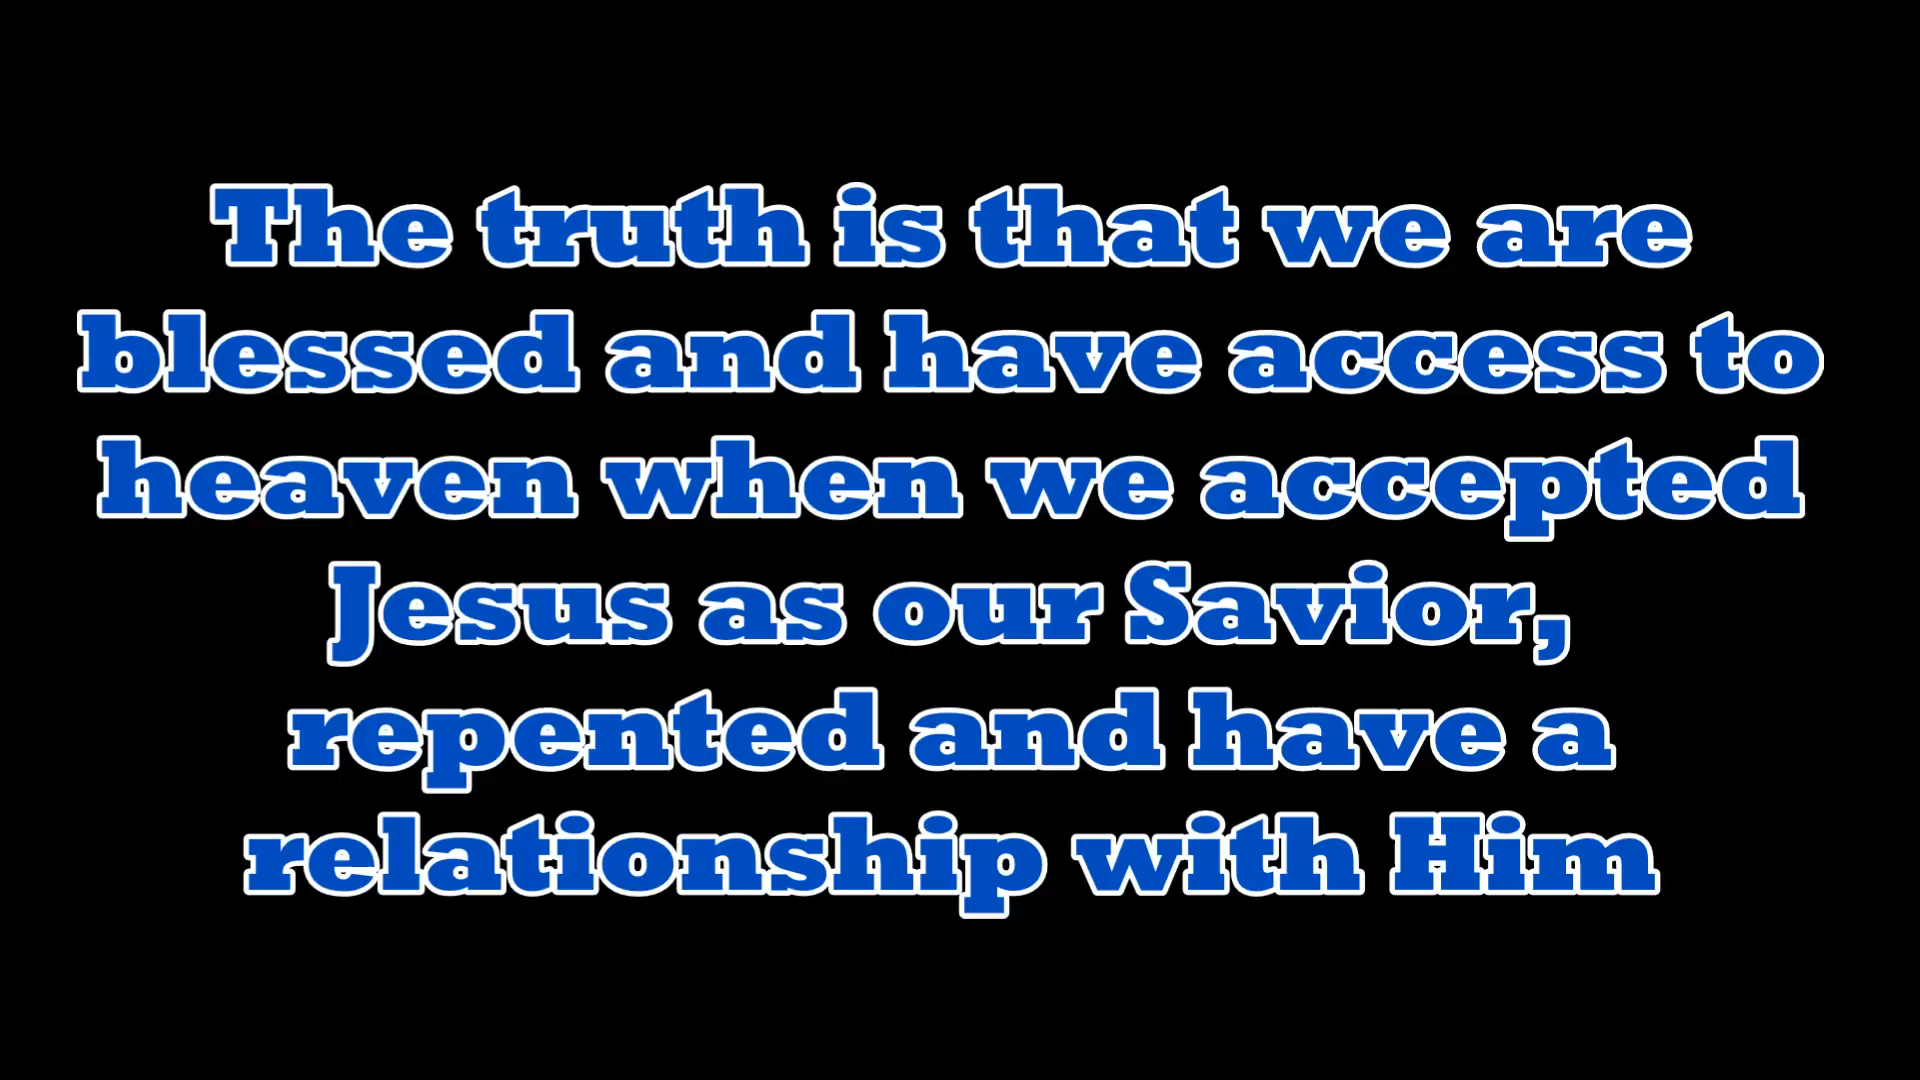 The truth is that we are
blessed and have access to
heaven when we accepted
Jesus as our Savior,
repented and have a
relationship with Him